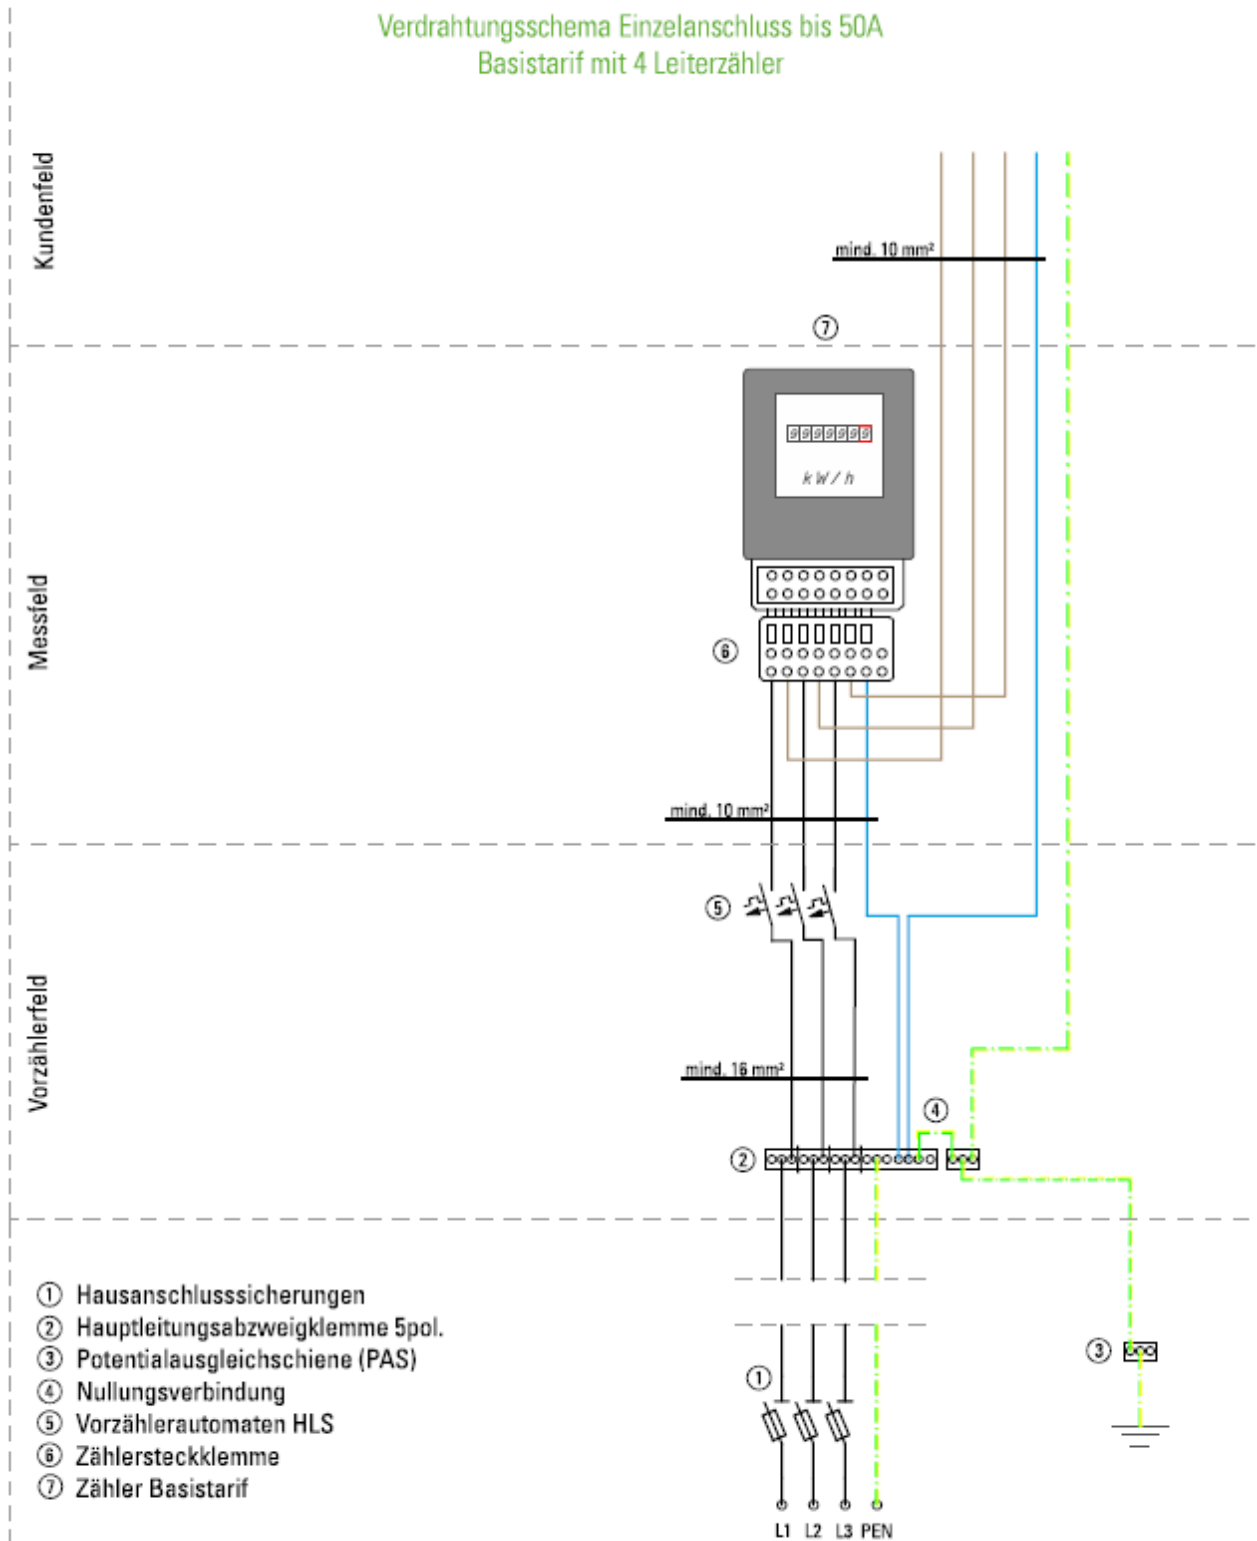 Verdrahtungsschema Einzelanschluss bis 50A
Basistarif mit 4 Leiterzähler
Kundenfeld
mind. 10 mm²
7
kW/h
Messfeld
6
mind. 10 mm²
5
Vorzählerfeld
mind. 16 mm²
4
2
1 Hausanschlusssicherungen
2 Hauptleitungsabzweigklemme 5pol.
3 Potentialausgleichschiene (PAS)
4 Nullungsverbindung
5 Vorzählerautomaten HLS
6 Zählersteckklemme
7 Zähler Basistarif
3
1
L1 L2 L3 PEN